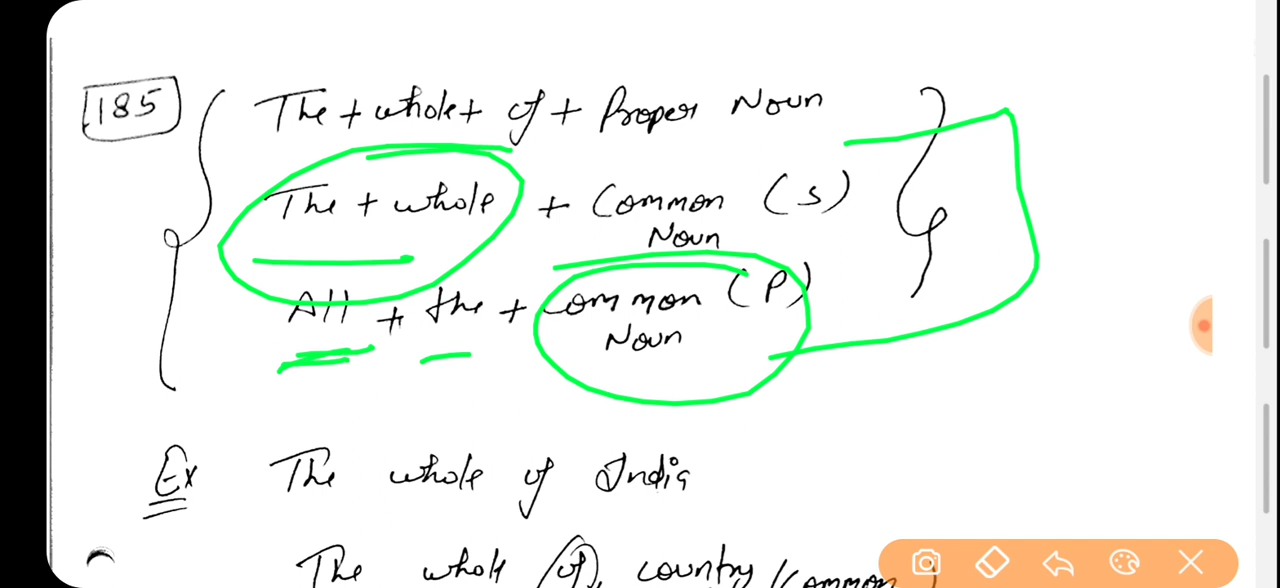 185
The + whole + of + Proper Noun
The + whole + Common (S)
Noun
All + the + Common (P)
Noun
Ex The whole of India
The whole (of) country (Common